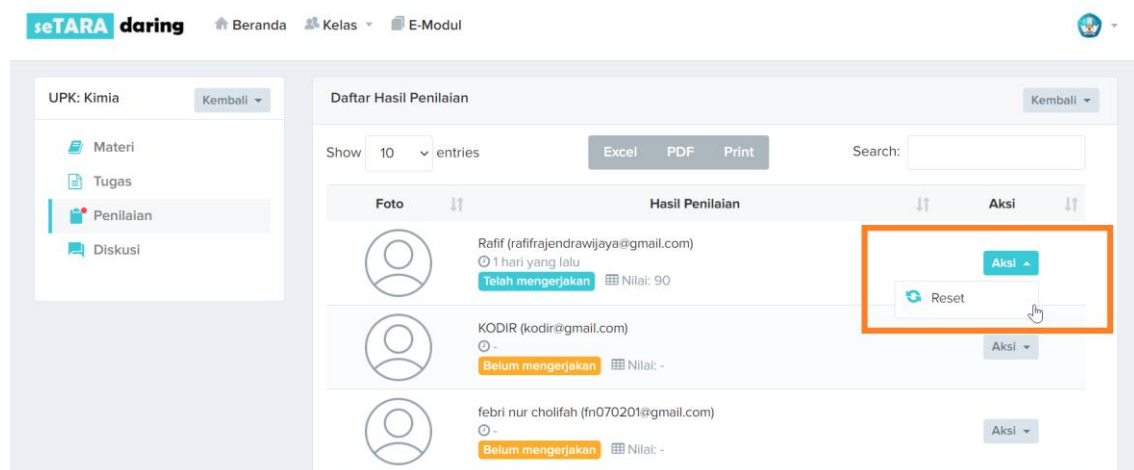 seTARA daring Beranda Kelas E-Modul
UPK: Kimia Kembali
Materi
Tugas
Penilaian
Diskusi
Daftar Hasil Penilaian Kembali
Show 10 entries Excel PDF Print Search:
Foto Hasil Penilaian Aksi
Rafif (rafifrajendrawijaya@gmail.com)
1 hari yang lalu
Telah mengerjakan Nilai: 90
Aksi
Reset
KODIR (kodir@gmail.com)
-
Belum mengerjakan Nilai: -
Aksi
febri nur cholifah (fn070201@gmail.com)
-
Belum mengerjakan Nilai: -
Aksi